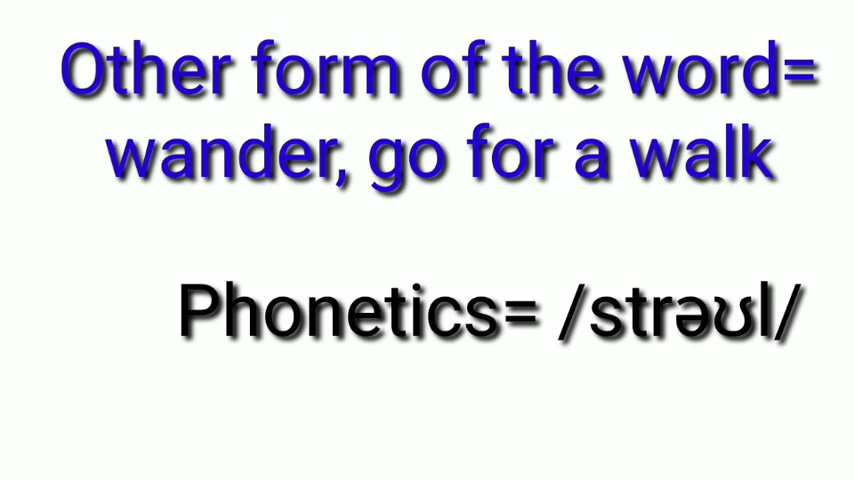 Other form of the word=
wander, go for a walk
Phonetics= /strəʊl/